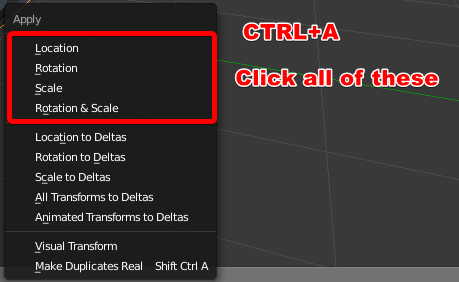 Apply
Location
Rotation
Scale
Rotation & Scale
Location to Deltas
Rotation to Deltas
Scale to Deltas
All Transforms to Deltas
Animated Transforms to Deltas
Visual Transform
Make Duplicates Real Shift Ctrl A
CTRL+A
Click all of these